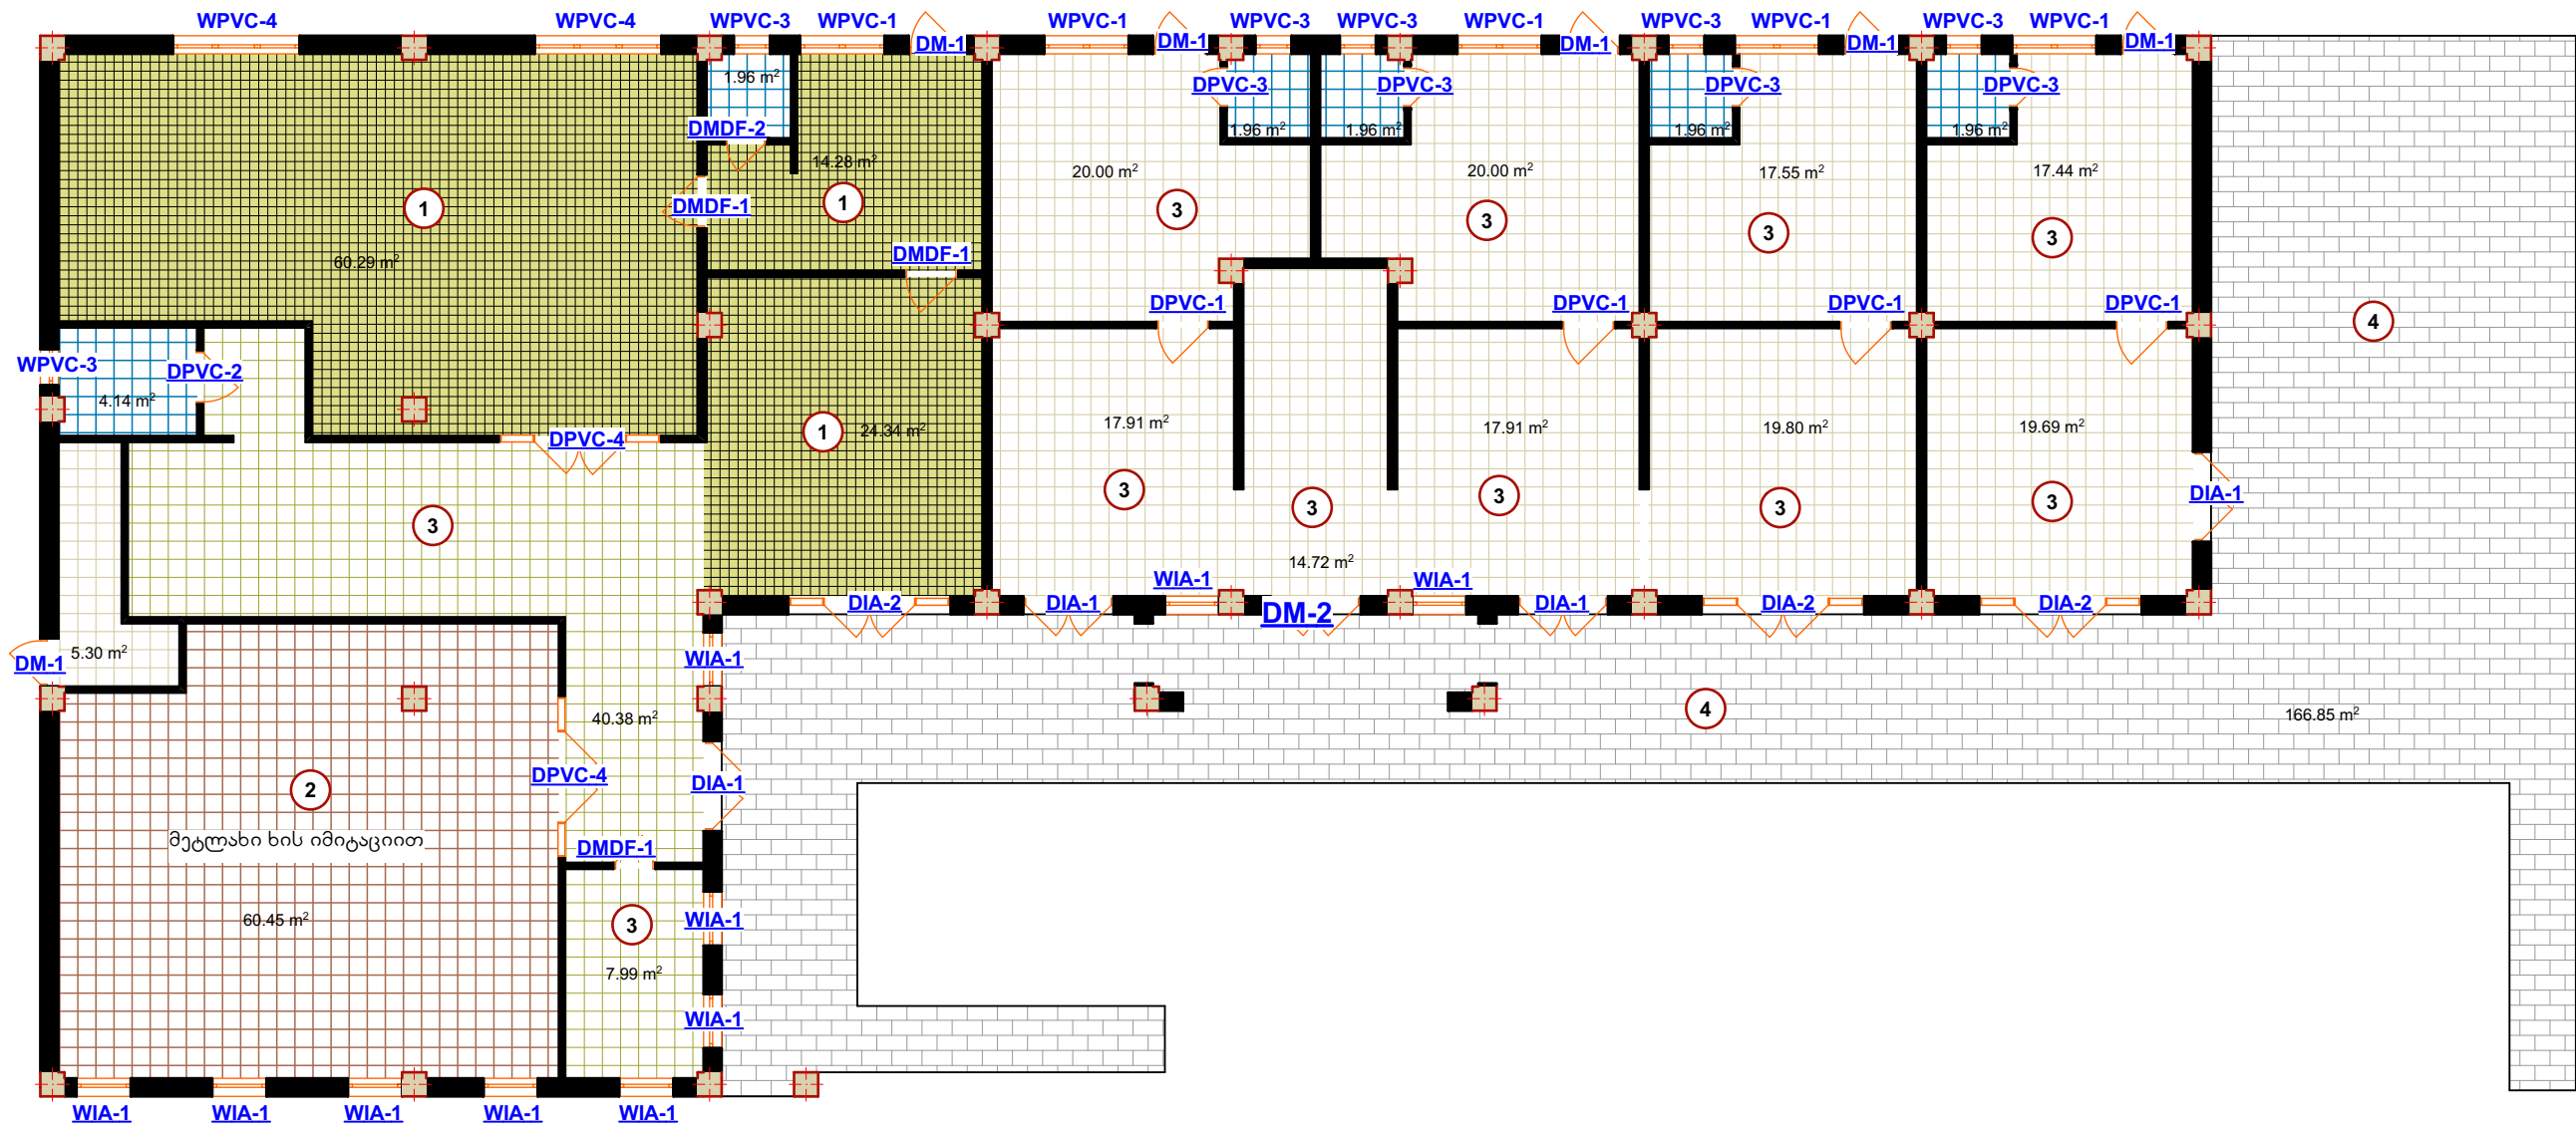 WPVC-4
WPVC-4
WPVC-3
WPVC-1
DM-1
WPVC-1
DM-1
WPVC-3
WPVC-3
WPVC-1
DM-1
WPVC-3
WPVC-1
DM-1
WPVC-3
WPVC-1
DM-1
1.96 m²
DPVC-3
DPVC-3
DPVC-3
DPVC-3
DMDF-2
1.96 m²
1.96 m²
1.96 m²
1.96 m²
14.28 m²
20.00 m²
20.00 m²
17.55 m²
17.44 m²
1
DMDF-1
1
3
3
3
3
60.29 m²
DMDF-1
DPVC-1
DPVC-1
DPVC-1
DPVC-1
4
WPVC-3
DPVC-2
4.14 m²
DPVC-4
1
24.34 m²
17.91 m²
17.91 m²
19.80 m²
19.69 m²
3
3
3
3
3
3
DIA-1
14.72 m²
WIA-1
WIA-1
DIA-2
DIA-1
DM-2
DIA-1
DIA-2
DIA-2
DM-1
5.30 m²
WIA-1
40.38 m²
4
166.85 m²
2
DPVC-4
DIA-1
მეტლახი ხის იმიტაციით
DMDF-1
60.45 m²
3
WIA-1
7.99 m²
WIA-1
WIA-1
WIA-1
WIA-1
WIA-1
WIA-1